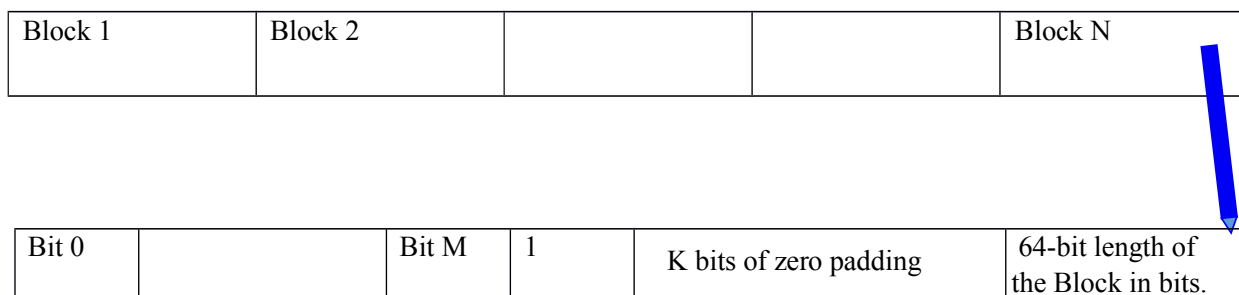 Block 1 Block 2 Block N
Bit 0 Bit M 1 K bits of zero padding 64-bit length of
the Block in bits.